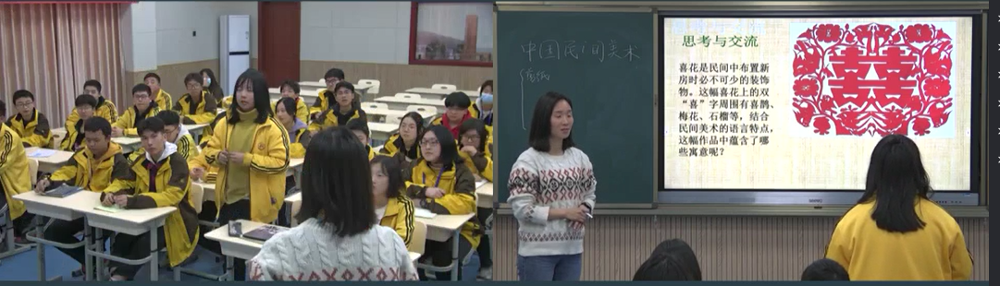 中国民间美术
思考与交流
喜花是民间中布置新
房时必不可少的装饰
物。这幅喜花上的双
“喜”字周围有喜鹊、
梅花、石榴等，结合
民间美术的语言特点，
这幅作品中蕴含了哪
些寓意呢？
囍